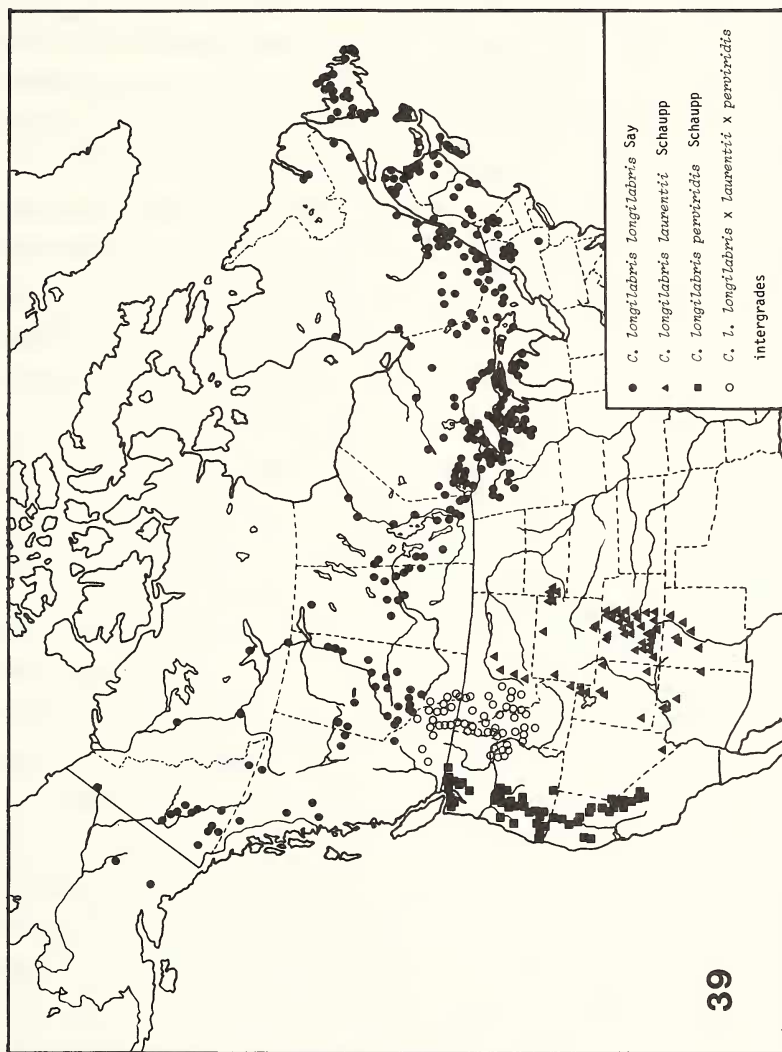 ● C. longilabris longilabris Say
▲ C. longilabris laurentii Schaupp
■ C. longilabris perviridis Schaupp
○ C. l. longilabris x laurentii x perviridis
intergrades
39